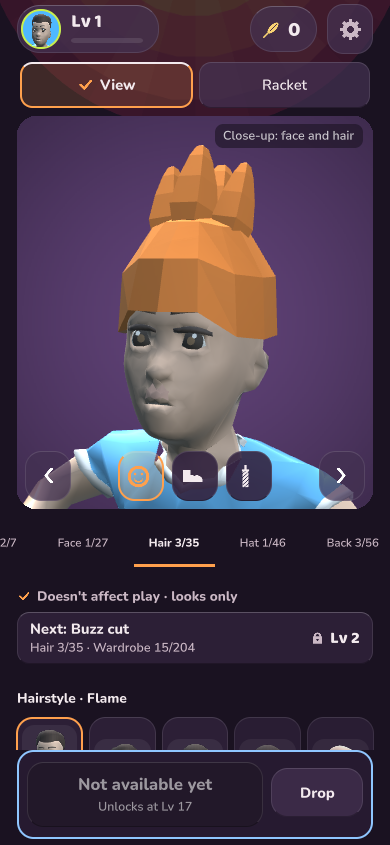 Lv 1
0
View
Racket
Close-up: face and hair
2/7
Face 1/27
Hair 3/35
Hat 1/46
Back 3/56
Doesn't affect play · looks only
Next: Buzz cut
Hair 3/35 · Wardrobe 15/204
Lv 2
Hairstyle · Flame
Not available yet
Unlocks at Lv 17
Drop